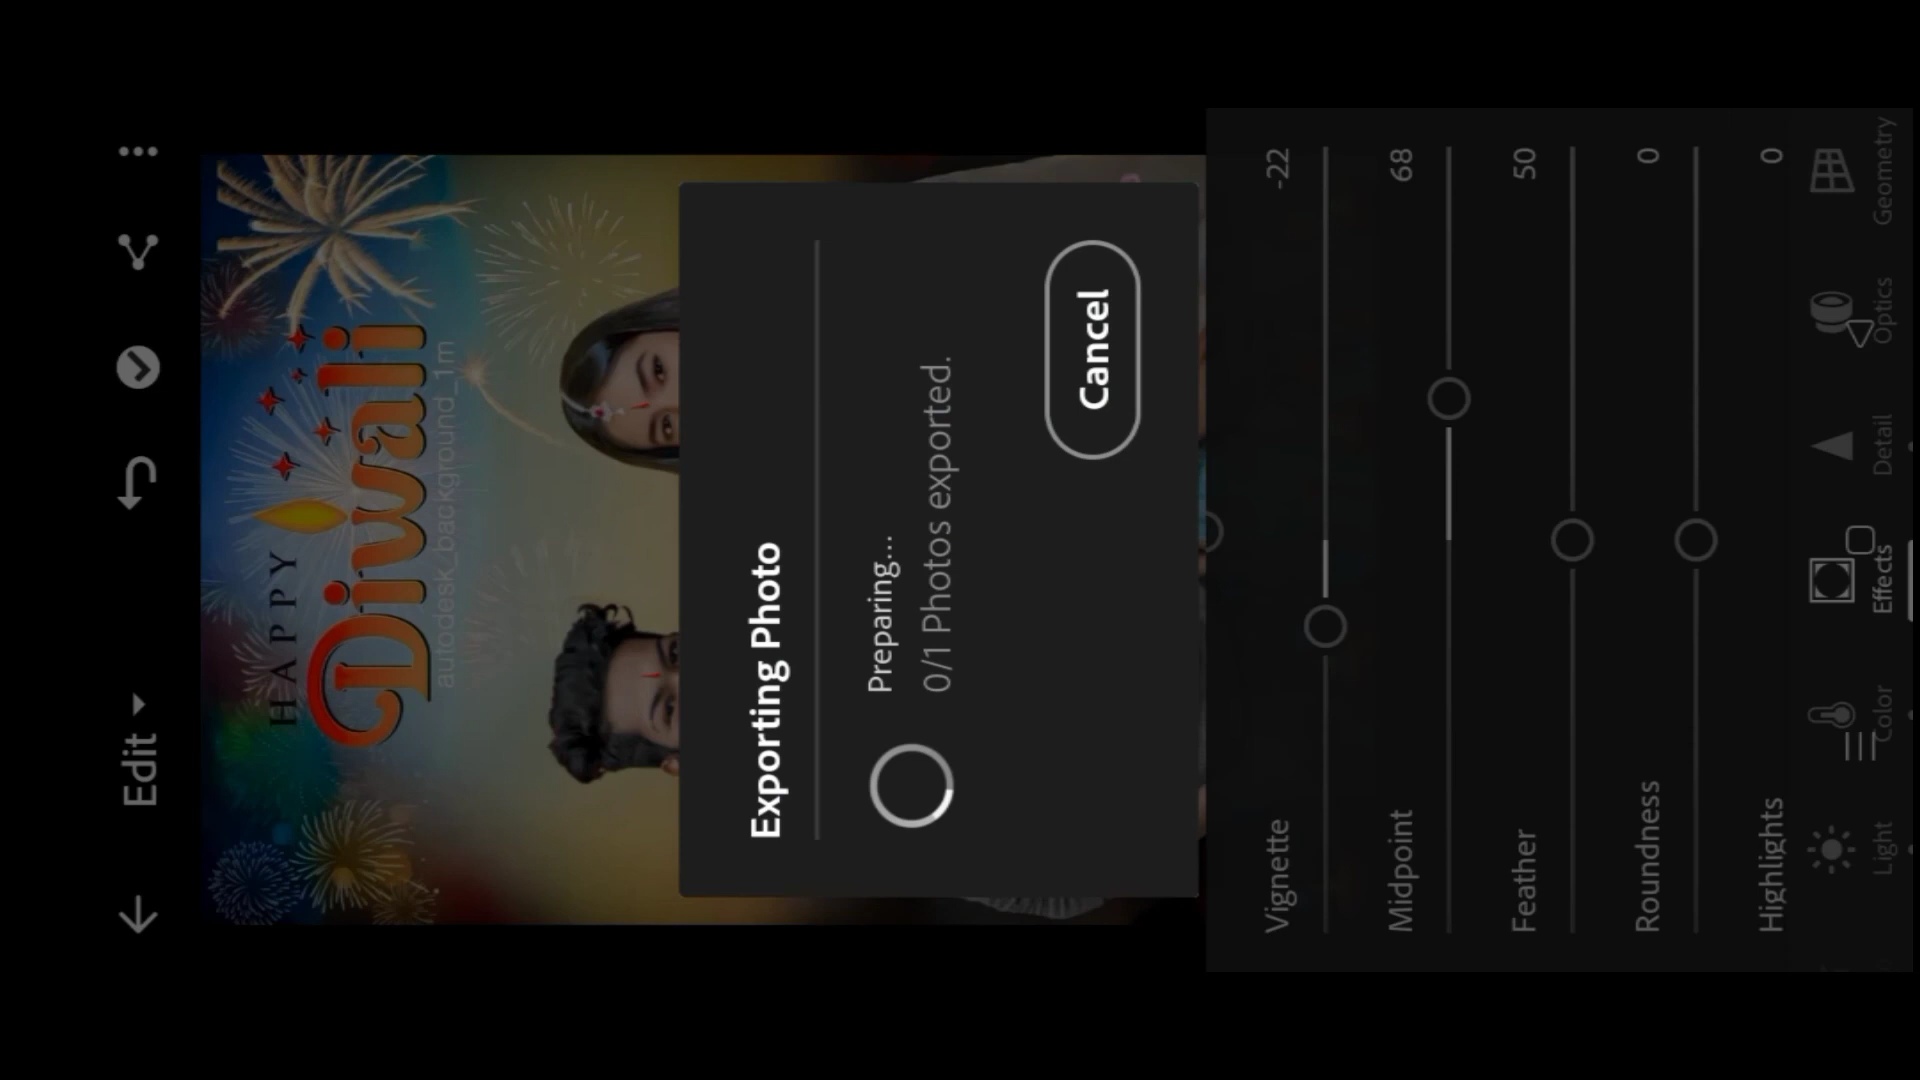 Edit
HAPPY
Diwali
autodesk_background_1m
Exporting Photo
Preparing...
0/1 Photos exported.
Cancel
Vignette -22
Midpoint 68
Feather 50
Roundness 0
Highlights 0
Light Color Effects Detail Optics Geometry